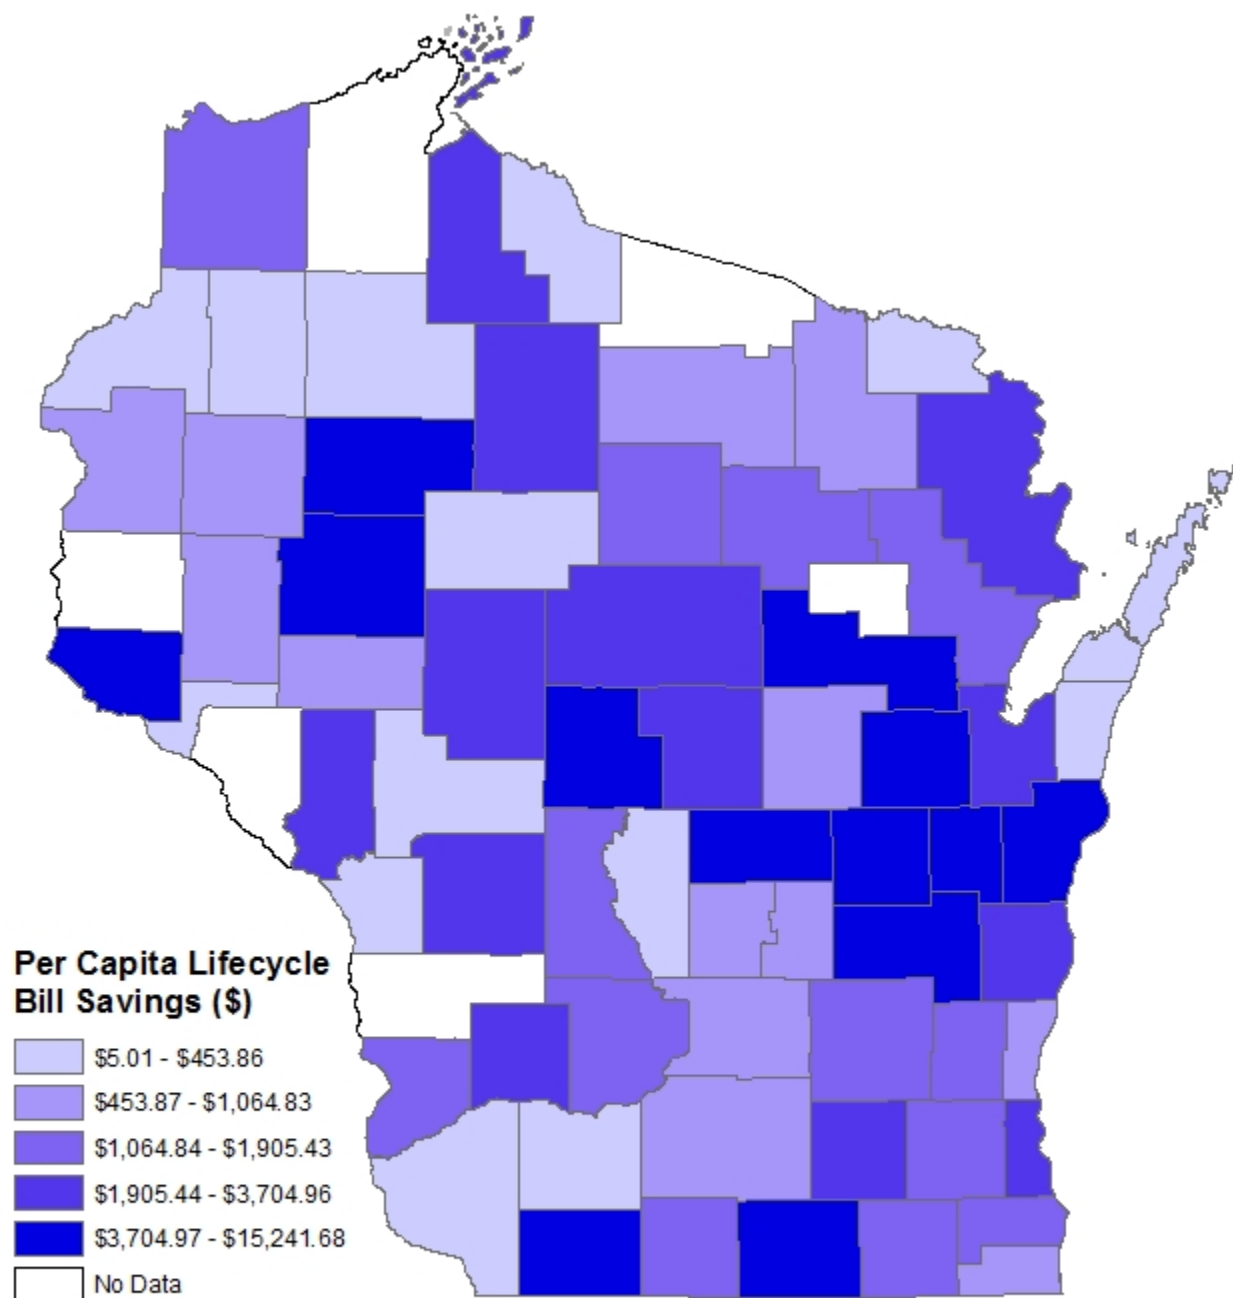 Per Capita Lifecycle
Bill Savings ($)
$5.01 - $453.86
$453.87 - $1,064.83
$1,064.84 - $1,905.43
$1,905.44 - $3,704.96
$3,704.97 - $15,241.68
No Data